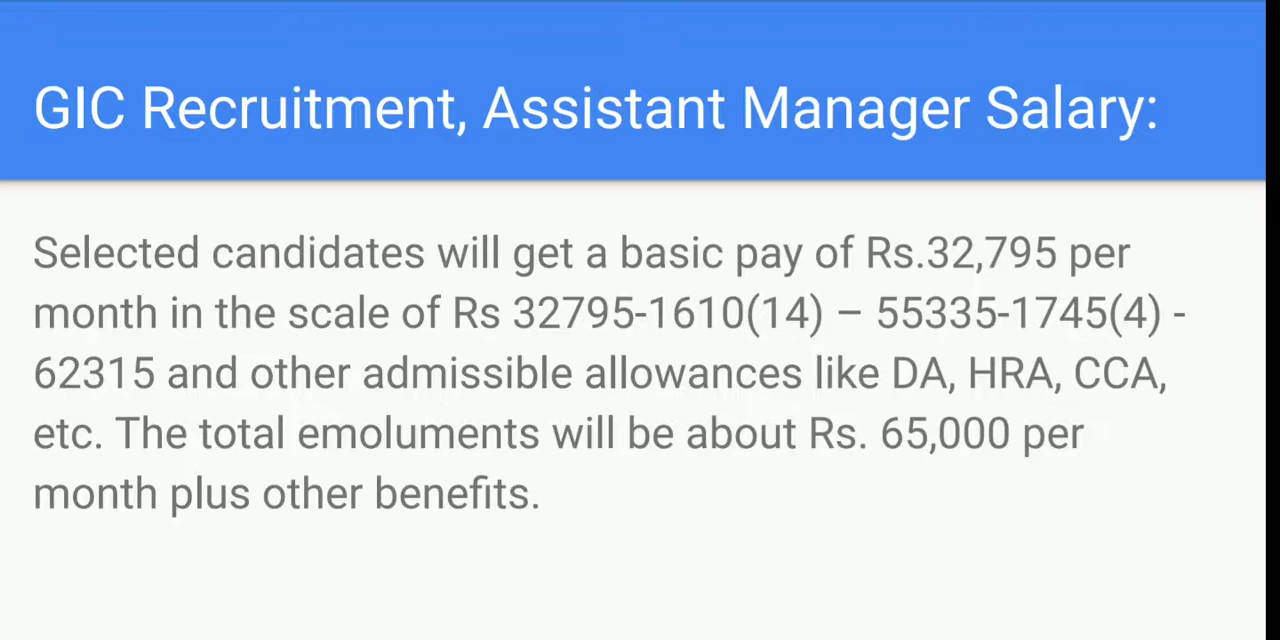 GIC Recruitment, Assistant Manager Salary:
Selected candidates will get a basic pay of Rs.32,795 per
month in the scale of Rs 32795-1610(14) – 55335-1745(4) -
62315 and other admissible allowances like DA, HRA, CCA,
etc. The total emoluments will be about Rs. 65,000 per
month plus other benefits.